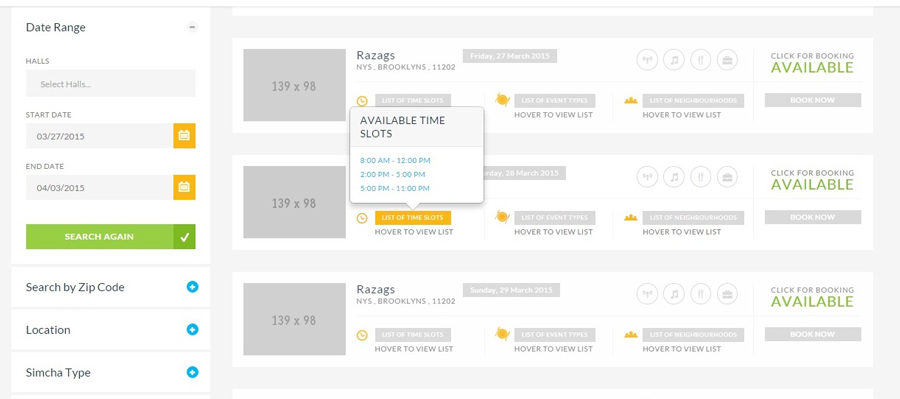 Date Range
HALLS
Select Halls...
START DATE
03/27/2015
END DATE
04/03/2015
SEARCH AGAIN
Search by Zip Code
Location
Simcha Type
139 x 98
Razags
Friday, 27 March 2015
NYS , BROOKLYNS , 11202
CLICK FOR BOOKING
AVAILABLE
LIST OF TIME SLOTS
LIST OF EVENT TYPES
LIST OF NEIGHBOURHOODS
BOOK NOW
HOVER TO VIEW LIST
HOVER TO VIEW LIST
AVAILABLE TIME
SLOTS
8:00 AM - 12:00 PM
2:00 PM - 5:00 PM
5:00 PM - 11:00 PM
139 x 98
28 March 2015
CLICK FOR BOOKING
AVAILABLE
LIST OF TIME SLOTS
LIST OF EVENT TYPES
LIST OF NEIGHBOURHOODS
BOOK NOW
HOVER TO VIEW LIST
HOVER TO VIEW LIST
HOVER TO VIEW LIST
139 x 98
Razags
Sunday, 29 March 2015
NYS , BROOKLYNS , 11202
CLICK FOR BOOKING
AVAILABLE
LIST OF TIME SLOTS
LIST OF EVENT TYPES
LIST OF NEIGHBOURHOODS
BOOK NOW
HOVER TO VIEW LIST
HOVER TO VIEW LIST
HOVER TO VIEW LIST